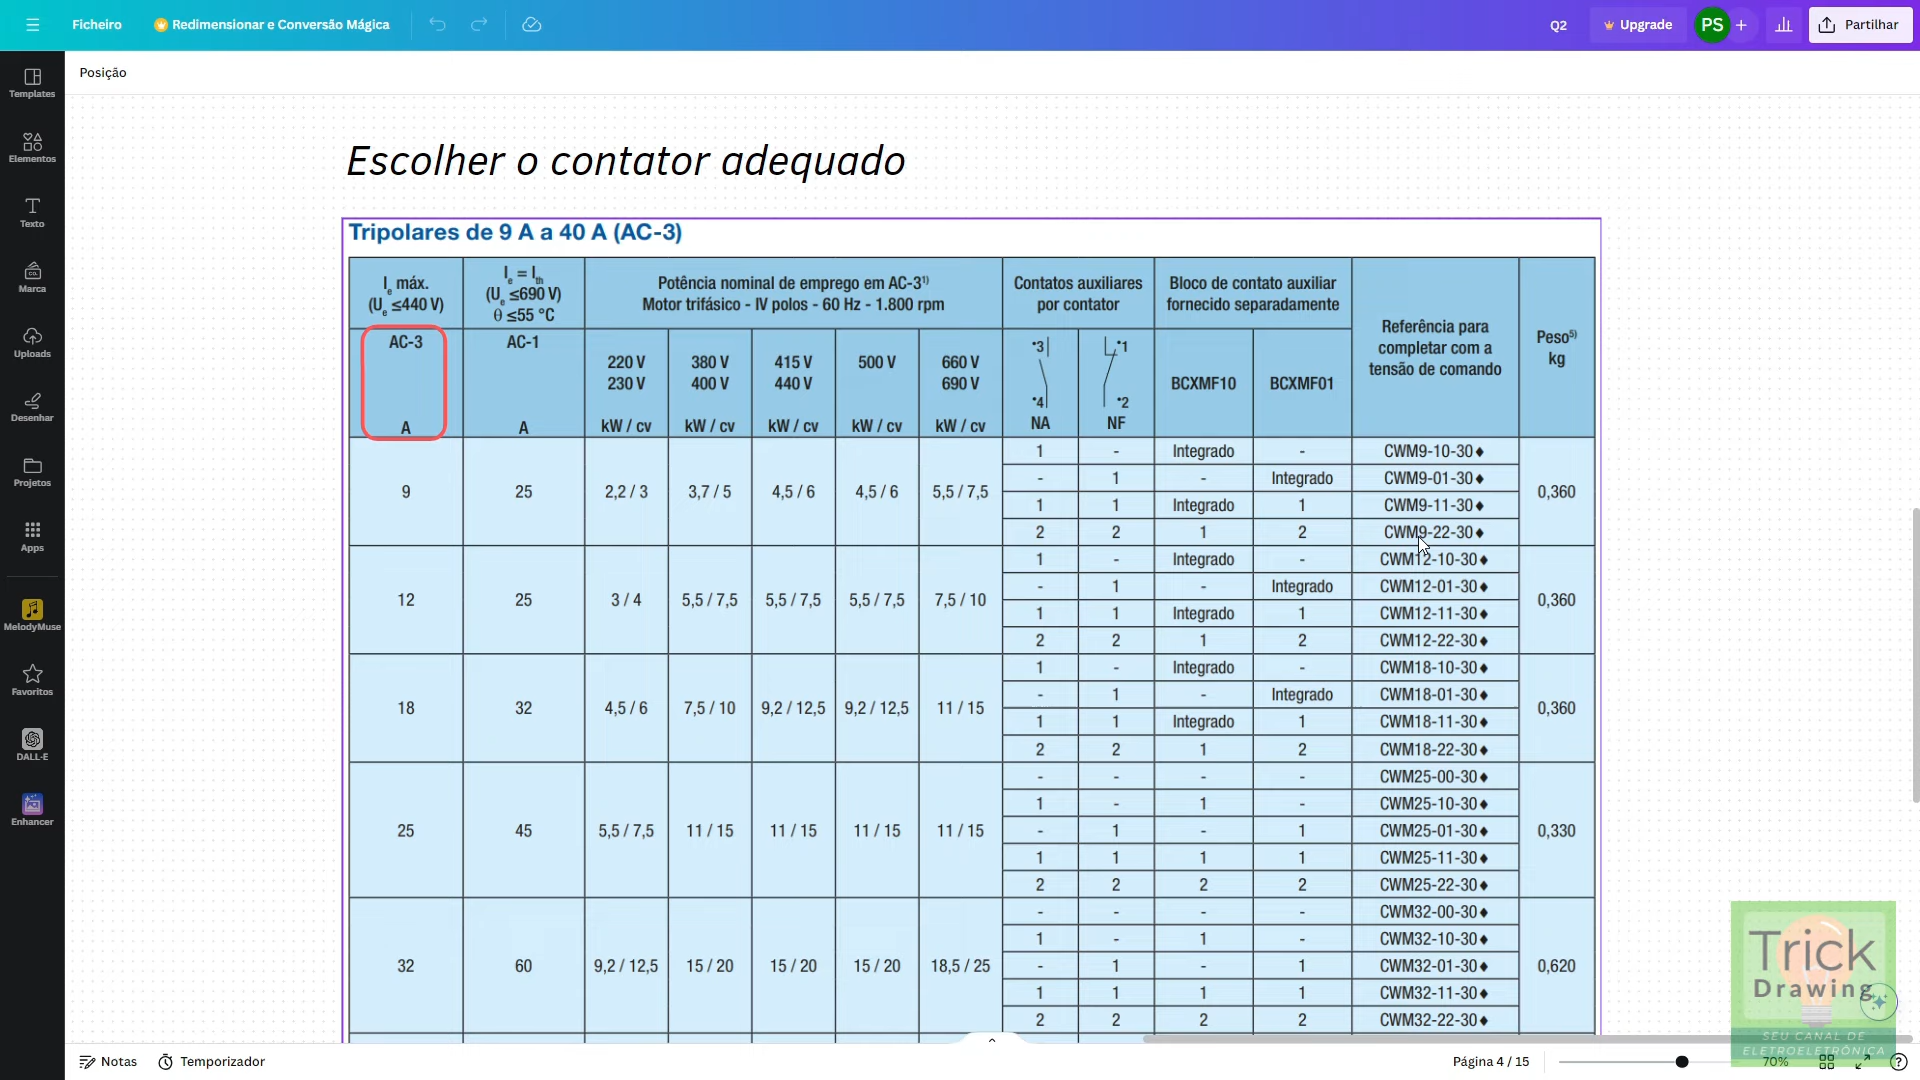 Ficheiro
Redimensionar e Conversão Mágica
Q2
Upgrade
PS
+
Partilhar
Posição
Templates
Elementos
Texto
Marca
Uploads
Desenhar
Projetos
Apps
MelodyMuse
Favoritos
DALL-E
Enhancer
Escolher o contator adequado
Tripolares de 9 A a 40 A (AC-3)
Ie máx. (Ue ≤440 V)
Ie = Ith (Ue ≤690 V) θ ≤55 °C
Potência nominal de emprego em AC-3¹⁾
Motor trifásico - IV polos - 60 Hz - 1.800 rpm
Contatos auxiliares por contator
Bloco de contato auxiliar fornecido separadamente
Referência para completar com a tensão de comando
Peso⁵⁾ kg
AC-3 A
AC-1 A
220 V 230 V kW / cv
380 V 400 V kW / cv
415 V 440 V kW / cv
500 V kW / cv
660 V 690 V kW / cv
•3 •4 NA
•1 •2 NF
BCXMF10
BCXMF01
9 25 2,2 / 3 3,7 / 5 4,5 / 6 4,5 / 6 5,5 / 7,5
1 - Integrado - CWM9-10-30♦
- 1 - Integrado CWM9-01-30♦
1 1 Integrado 1 CWM9-11-30♦
2 2 1 2 CWM9-22-30♦
0,360
12 25 3 / 4 5,5 / 7,5 5,5 / 7,5 5,5 / 7,5 7,5 / 10
1 - Integrado - CWM12-10-30♦
- 1 - Integrado CWM12-01-30♦
1 1 Integrado 1 CWM12-11-30♦
2 2 1 2 CWM12-22-30♦
0,360
18 32 4,5 / 6 7,5 / 10 9,2 / 12,5 9,2 / 12,5 11 / 15
1 - Integrado - CWM18-10-30♦
- 1 - Integrado CWM18-01-30♦
1 1 Integrado 1 CWM18-11-30♦
2 2 1 2 CWM18-22-30♦
0,360
25 45 5,5 / 7,5 11 / 15 11 / 15 11 / 15 11 / 15
- - - - CWM25-00-30♦
1 - 1 - CWM25-10-30♦
- 1 - 1 CWM25-01-30♦
1 1 1 1 CWM25-11-30♦
2 2 2 2 CWM25-22-30♦
0,330
32 60 9,2 / 12,5 15 / 20 15 / 20 15 / 20 18,5 / 25
- - - - CWM32-00-30♦
1 - 1 - CWM32-10-30♦
- 1 - 1 CWM32-01-30♦
1 1 1 1 CWM32-11-30♦
2 2 2 2 CWM32-22-30♦
0,620
Trick
Drawing
SEU CANAL DE
ELETROELETRÔNICA
Notas
Temporizador
Página 4 / 15
70%